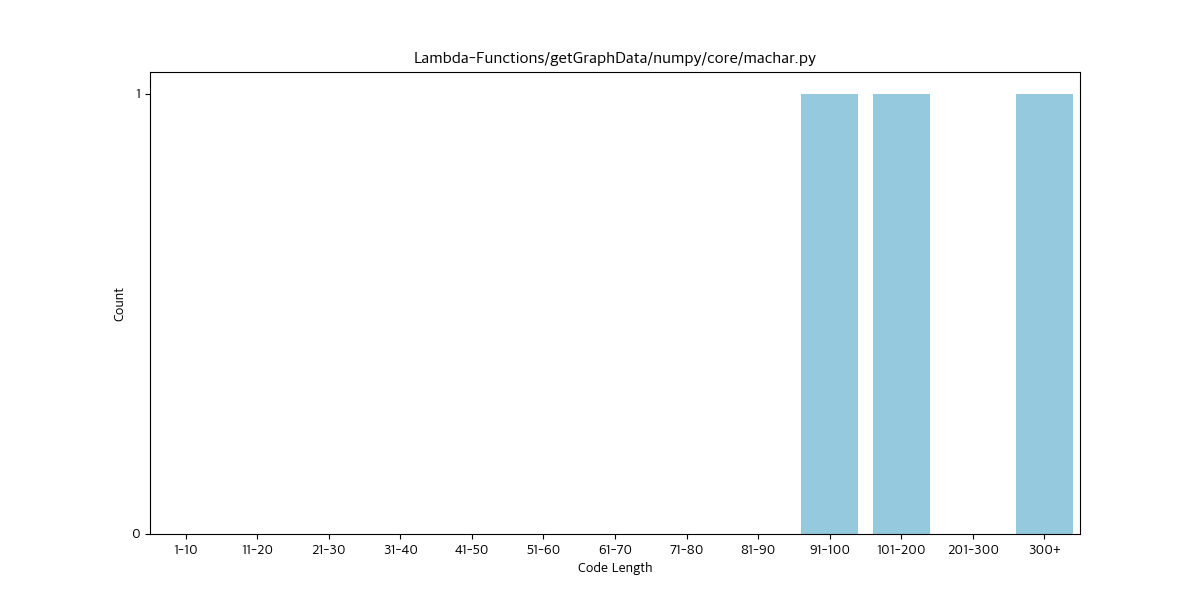 Lambda-Functions/getGraphData/numpy/core/machar.py
1
Count
0
1-10 11-20 21-30 31-40 41-50 51-60 61-70 71-80 81-90 91-100 101-200 201-300 300+
Code Length